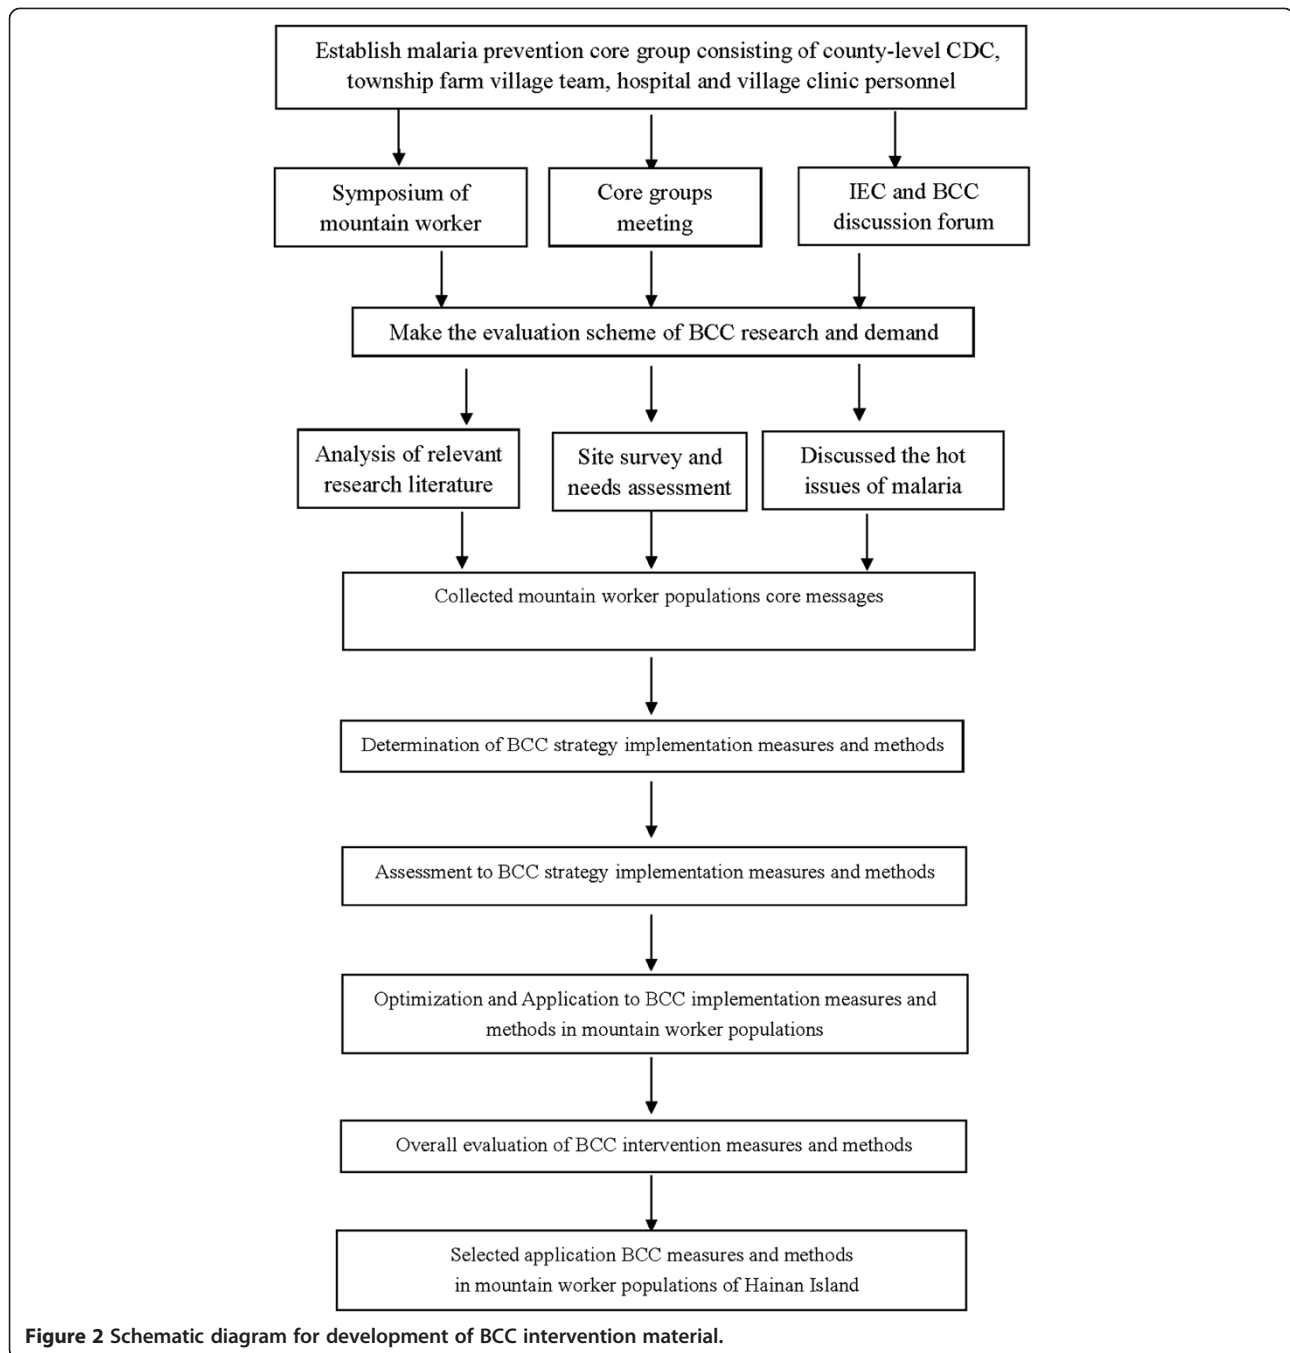 Establish malaria prevention core group consisting of county-level CDC,
township farm village team, hospital and village clinic personnel
Symposium of
mountain worker
Core groups
meeting
IEC and BCC
discussion forum
Make the evaluation scheme of BCC research and demand
Analysis of relevant
research literature
Site survey and
needs assessment
Discussed the hot
issues of malaria
Collected mountain worker populations core messages
Determination of BCC strategy implementation measures and methods
Assessment to BCC strategy implementation measures and methods
Optimization and Application to BCC implementation measures and
methods in mountain worker populations
Overall evaluation of BCC intervention measures and methods
Selected application BCC measures and methods
in mountain worker populations of Hainan Island
Figure 2 Schematic diagram for development of BCC intervention material.